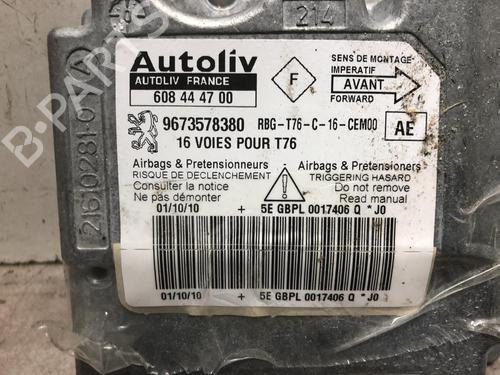 214
Autoliv
AUTOLIV FRANCE
608 44 47 00
F
SENS DE MONTAGE
IMPERATIF
AVANT
FORWARD
9673578380 RBG-T76-C-16-CEM00
16 VOIES POUR T76
AE
Airbags & Pretensionneurs
RISQUE DE DECLENCHEMENT
Consulter la notice
Ne pas démonter
Airbags & Pretensioners
TRIGGERING HASARD
Do not remove
Read manual
01/10/10 + 5E GBPL 0017406 Q * J0
01/10/10 + 5E GBPL 0017406 Q * J0
B-PARTS